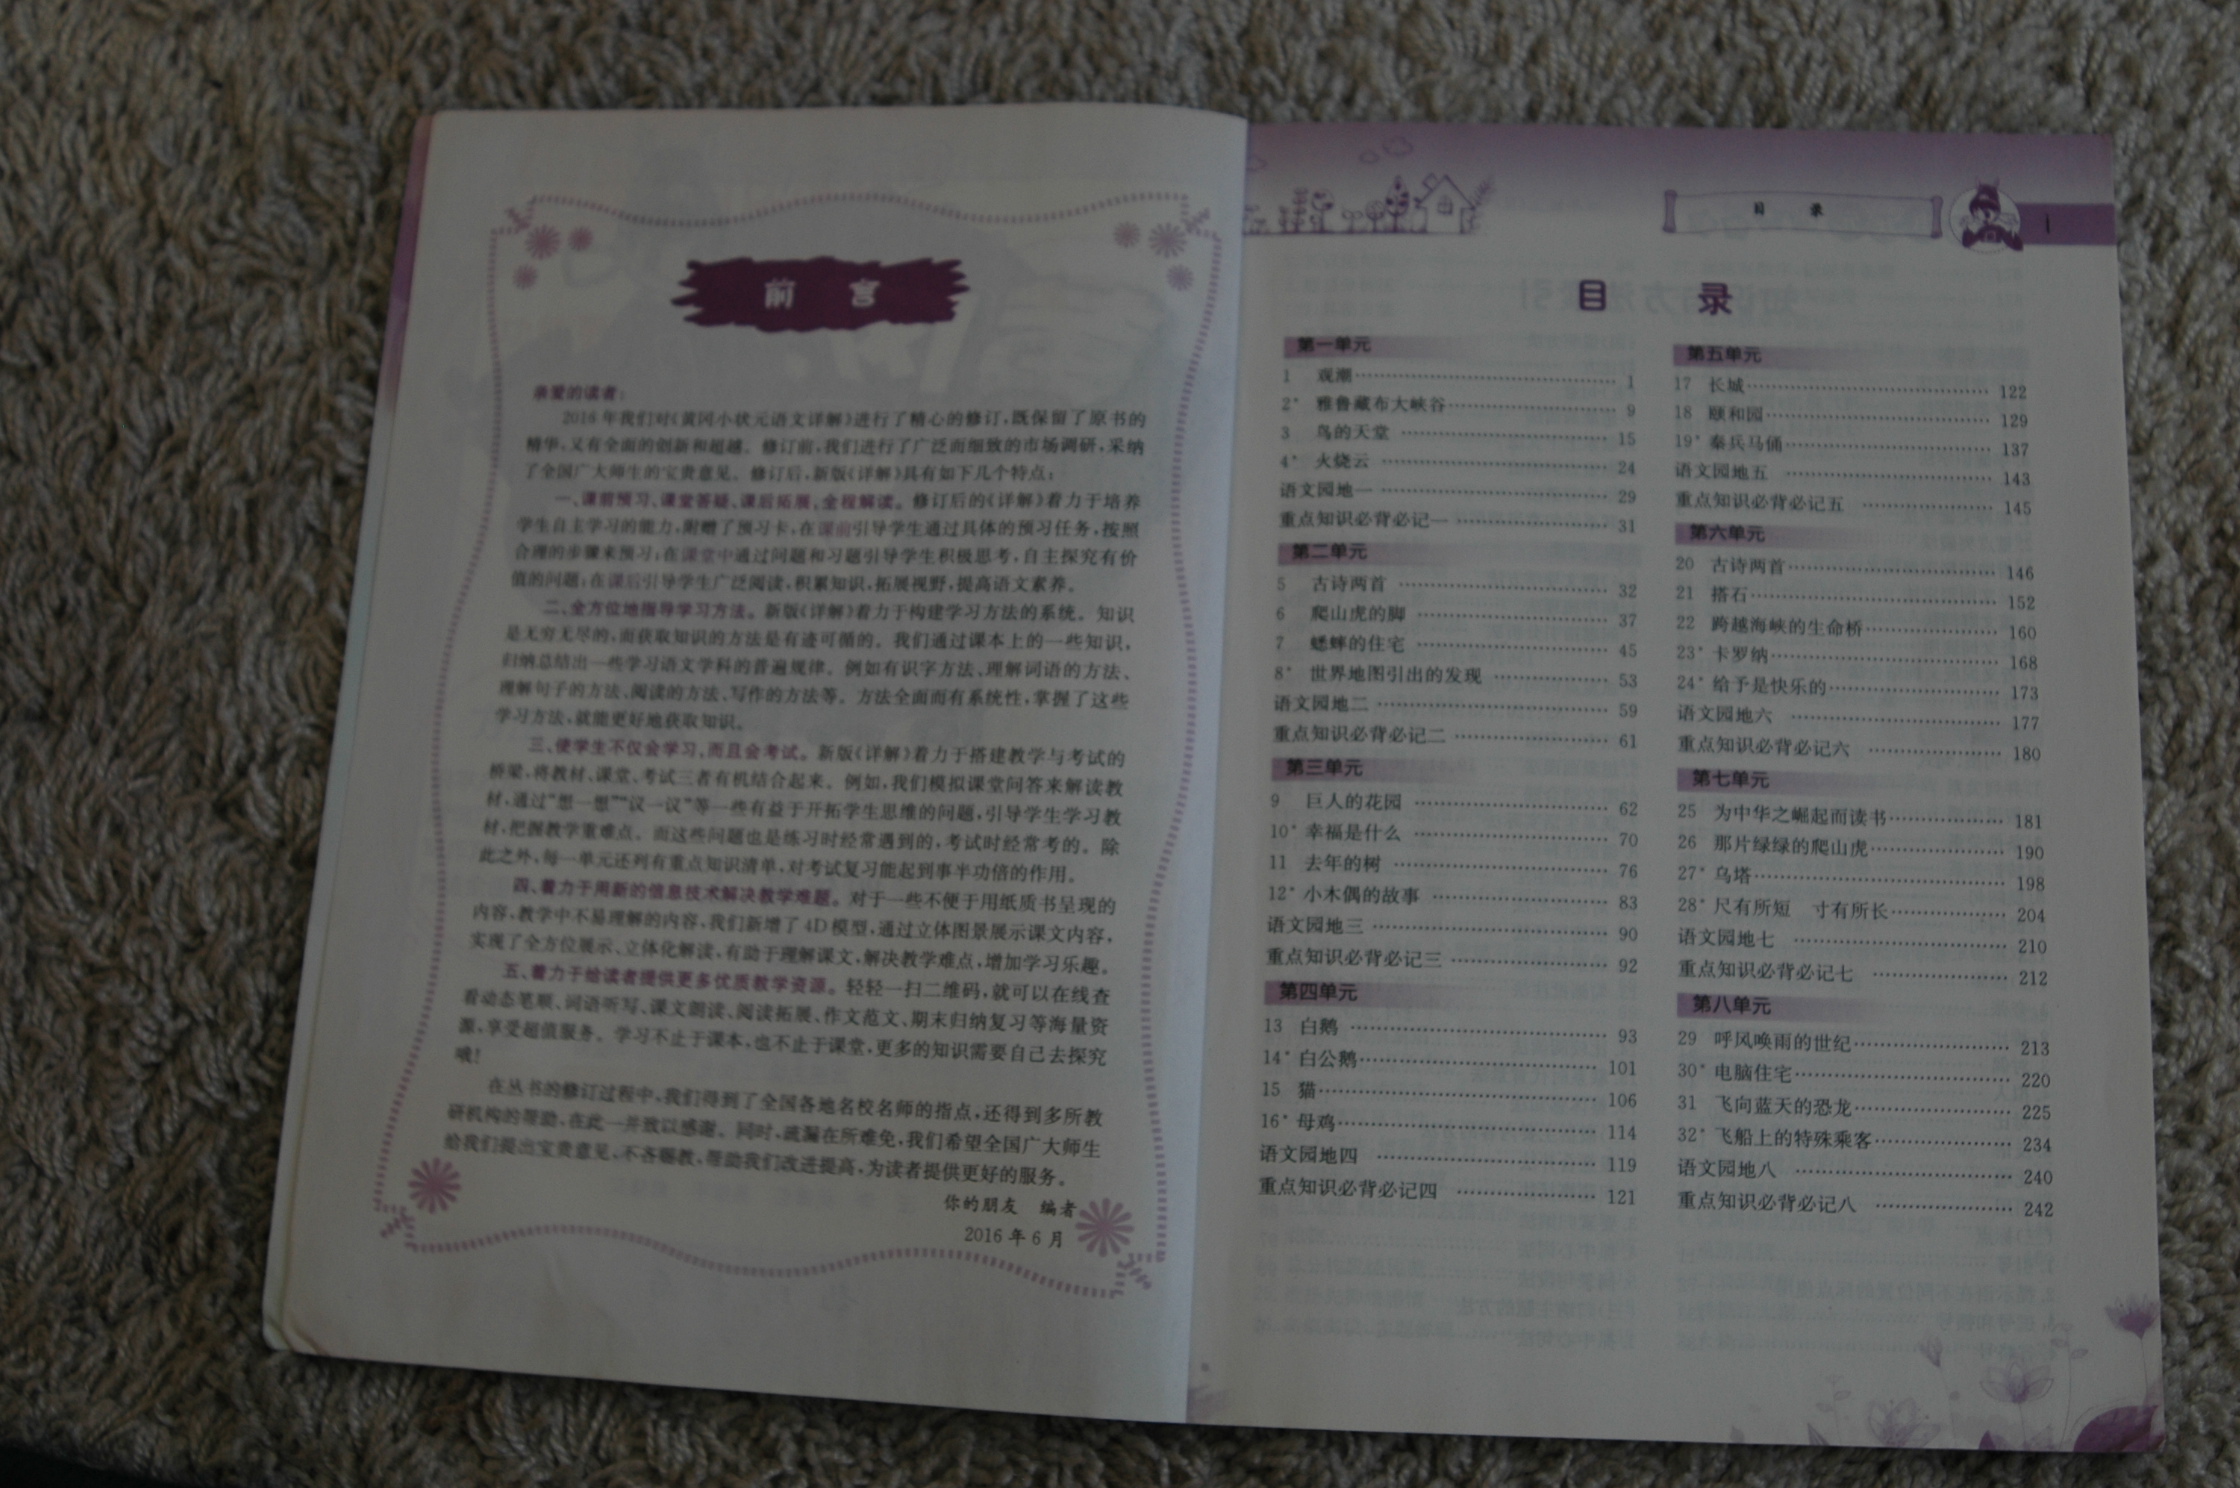 前 言
亲爱的读者：
2016年我们对《黄冈小状元语文详解》进行了精心的修订，既保留了原书的
精华，又有全面的创新和超越。修订前，我们进行了广泛而细致的市场调研，采纳
了全国广大师生的宝贵意见。修订后，新版《详解》具有如下几个特点：
一、课前预习、课堂答疑、课后拓展，全程解读。修订后的《详解》着力于培养
学生自主学习的能力，附赠了预习卡，在课前引导学生通过具体的预习任务，按照
合理的步骤来预习；在课堂中通过问题和习题引导学生积极思考，自主探究有价
值的问题；在课后引导学生广泛阅读，积累知识，拓展视野，提高语文素养。
二、全方位地指导学习方法。新版《详解》着力于构建学习方法的系统。知识
是无穷无尽的，而获取知识的方法是有迹可循的。我们通过课本上的一些知识，
归纳总结出一些学习语文学科的普遍规律。例如有识字方法、理解词语的方法、
理解句子的方法、阅读的方法、写作的方法等。方法全面而有系统性，掌握了这些
学习方法，就能更好地获取知识。
三、使学生不仅会学习，而且会考试。新版《详解》着力于搭建教学与考试的
桥梁，将教材、课堂、考试三者有机结合起来。例如，我们模拟课堂问答来解读教
材，通过“想一想”“议一议”等一些有益于开拓学生思维的问题，引导学生学习教
材，把握教学重难点。而这些问题也是练习时经常遇到的，考试时经常考的。除
此之外，每一单元还列有重点知识清单，对考试复习能起到事半功倍的作用。
四、着力于用新的信息技术解决教学难题。对于一些不便于用纸质书呈现的
内容，教学中不易理解的内容，我们新增了4D模型，通过立体图景展示课文内容，
实现了全方位展示、立体化解读，有助于理解课文，解决教学难点，增加学习乐趣。
五、着力于给读者提供更多优质教学资源。轻轻一扫二维码，就可以在线查
看动态笔顺、词语听写、课文朗读、阅读拓展、作文范文、期末归纳复习等海量资
源，享受超值服务。学习不止于课本，也不止于课堂，更多的知识需要自己去探究
哦！
在丛书的修订过程中，我们得到了全国各地名校名师的指点，还得到多所教
研机构的帮助，在此一并致以感谢。同时，疏漏在所难免，我们希望全国广大师生
给我们提出宝贵意见，不吝赐教，帮助我们改进提高，为读者提供更好的服务。
你的朋友 编者
2016年6月
目 录
1
目 录
第一单元
1 观潮 1
2* 雅鲁藏布大峡谷 9
3 鸟的天堂 15
4* 火烧云 24
语文园地一 29
重点知识必背必记一 31
第二单元
5 古诗两首 32
6 爬山虎的脚 37
7 蟋蟀的住宅 45
8* 世界地图引出的发现 53
语文园地二 59
重点知识必背必记二 61
第三单元
9 巨人的花园 62
10* 幸福是什么 70
11 去年的树 76
12* 小木偶的故事 83
语文园地三 90
重点知识必背必记三 92
第四单元
13 白鹅 93
14* 白公鹅 101
15 猫 106
16* 母鸡 114
语文园地四 119
重点知识必背必记四 121
第五单元
17 长城 122
18 颐和园 129
19* 秦兵马俑 137
语文园地五 143
重点知识必背必记五 145
第六单元
20 古诗两首 146
21 搭石 152
22 跨越海峡的生命桥 160
23* 卡罗纳 168
24* 给予是快乐的 173
语文园地六 177
重点知识必背必记六 180
第七单元
25 为中华之崛起而读书 181
26 那片绿绿的爬山虎 190
27* 乌塔 198
28* 尺有所短 寸有所长 204
语文园地七 210
重点知识必背必记七 212
第八单元
29 呼风唤雨的世纪 213
30* 电脑住宅 220
31 飞向蓝天的恐龙 225
32* 飞船上的特殊乘客 234
语文园地八 240
重点知识必背必记八 242